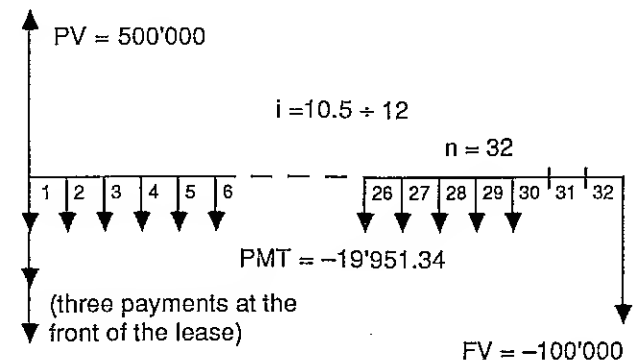 PV = 500'000
i =10.5 ÷ 12
n = 32
1 2 3 4 5 6 26 27 28 29 30 31 32
PMT = –19'951.34
(three payments at the
front of the lease)
FV = –100'000